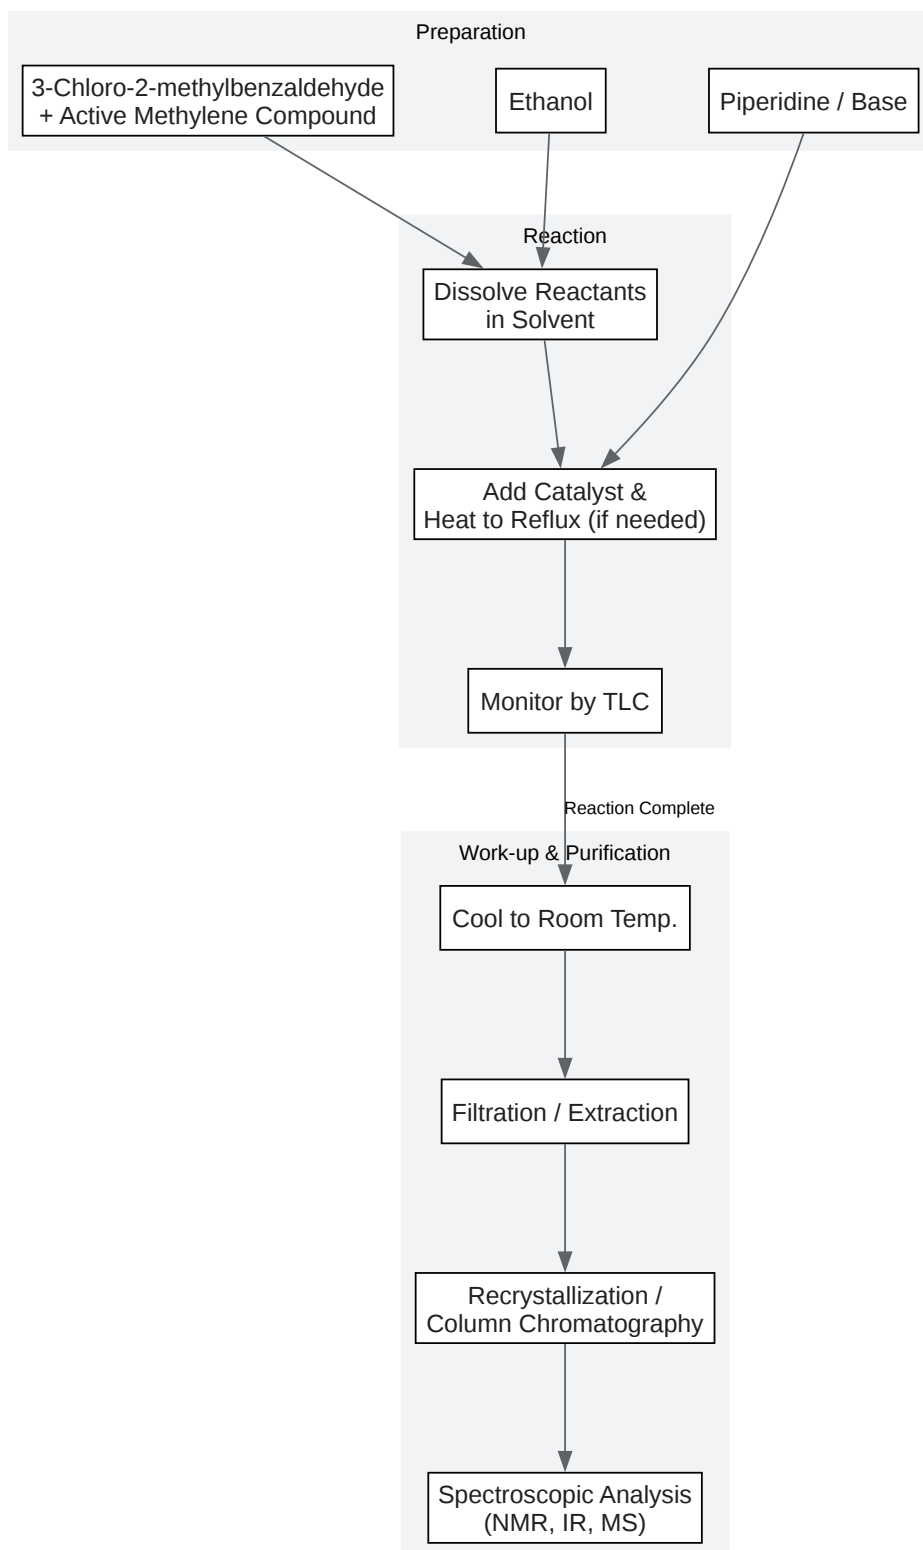 Preparation
3-Chloro-2-methylbenzaldehyde
+ Active Methylene Compound
Ethanol
Piperidine / Base
Reaction
Dissolve Reactants
in Solvent
Add Catalyst &
Heat to Reflux (if needed)
Monitor by TLC
Reaction Complete
Work-up & Purification
Cool to Room Temp.
Filtration / Extraction
Recrystallization /
Column Chromatography
Spectroscopic Analysis
(NMR, IR, MS)